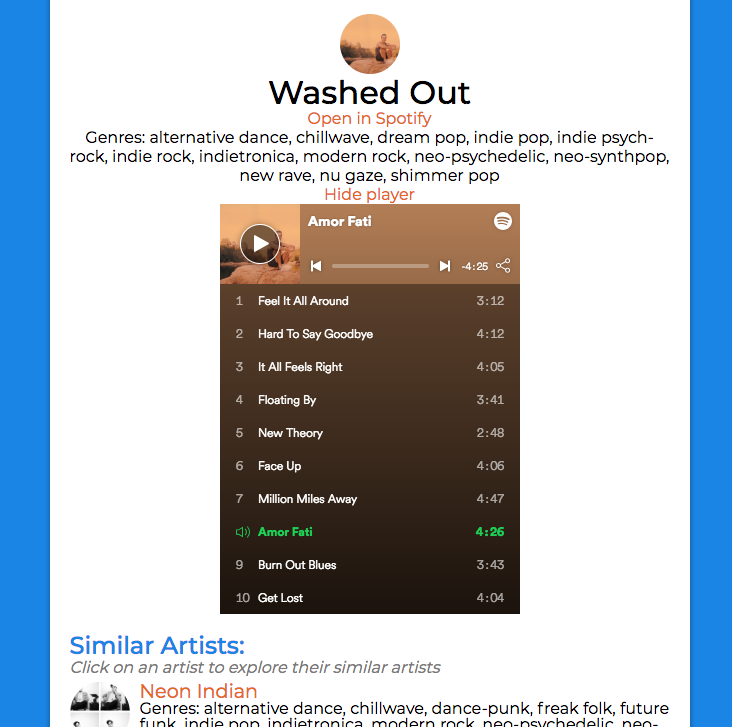 Washed Out
Open in Spotify
Genres: alternative dance, chillwave, dream pop, indie pop, indie psych-
rock, indie rock, indietronica, modern rock, neo-psychedelic, neo-synthpop,
new rave, nu gaze, shimmer pop
Hide player
Amor Fati
-4:25
1 Feel It All Around 3:12
2 Hard To Say Goodbye 4:12
3 It All Feels Right 4:05
4 Floating By 3:41
5 New Theory 2:48
6 Face Up 4:06
7 Million Miles Away 4:47
Amor Fati 4:26
9 Burn Out Blues 3:43
10 Get Lost 4:04
Similar Artists:
Click on an artist to explore their similar artists
Neon Indian
Genres: alternative dance, chillwave, dance-punk, freak folk, future
funk, indie pop, indietronica, modern rock, neo-psychedelic, neo-